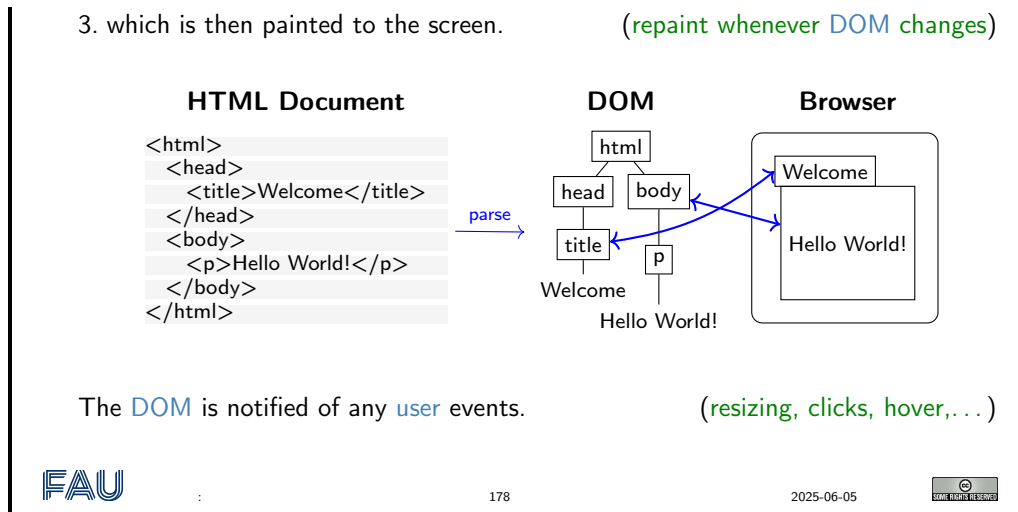 3. which is then painted to the screen. (repaint whenever DOM changes)
HTML Document
DOM
Browser
<html>
<head>
<title>Welcome</title>
</head>
<body>
<p>Hello World!</p>
</body>
</html>
parse
html
head
body
title
p
Welcome
Hello World!
Welcome
Hello World!
The DOM is notified of any user events. (resizing, clicks, hover,...)
FAU
: 178 2025-06-05
cc
SOME RIGHTS RESERVED